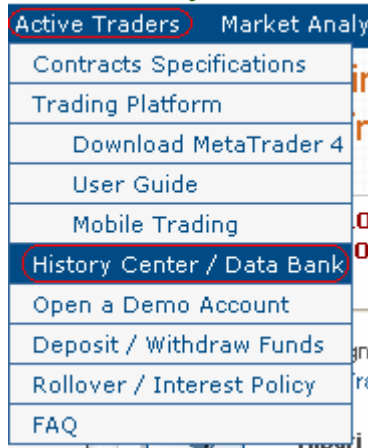 Active Traders Market Analy
Contracts Specifications
Trading Platform
Download MetaTrader 4
User Guide
Mobile Trading
History Center / Data Bank
Open a Demo Account
Deposit / Withdraw Funds
Rollover / Interest Policy
FAQ